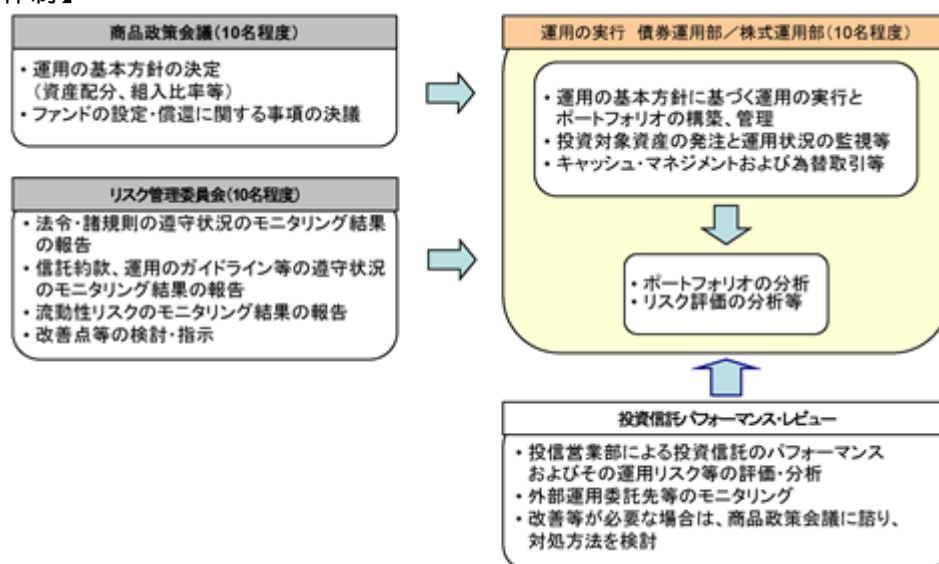 体制】
商品政策会議(10名程度)
・運用の基本方針の決定
(資産配分、組入比率等)
・ファンドの設定・償還に関する事項の決議
リスク管理委員会(10名程度)
・法令・諸規則の遵守状況のモニタリング結果
の報告
・信託約款、運用のガイドライン等の遵守状況
のモニタリング結果の報告
・流動性リスクのモニタリング結果の報告
・改善点等の検討・指示
運用の実行 債券運用部/株式運用部(10名程度)
・運用の基本方針に基づく運用の実行と
ポートフォリオの構築、管理
・投資対象資産の発注と運用状況の監視等
・キャッシュ・マネジメントおよび為替取引等
・ポートフォリオの分析
・リスク評価の分析等
投資信託パフォーマンス・レビュー
・投信営業部による投資信託のパフォーマンス
およびその運用リスク等の評価・分析
・外部運用委託先等のモニタリング
・改善等が必要な場合は、商品政策会議に諮り、
対処方法を検討